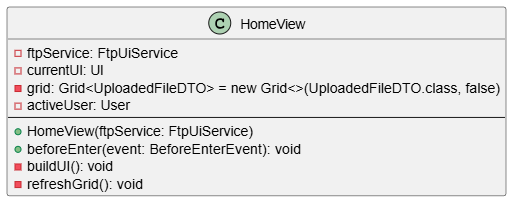 C HomeView
ftpService: FtpUiService
currentUI: UI
grid: Grid<UploadedFileDTO> = new Grid<>(UploadedFileDTO.class, false)
activeUser: User
HomeView(ftpService: FtpUiService)
beforeEnter(event: BeforeEnterEvent): void
buildUI(): void
refreshGrid(): void